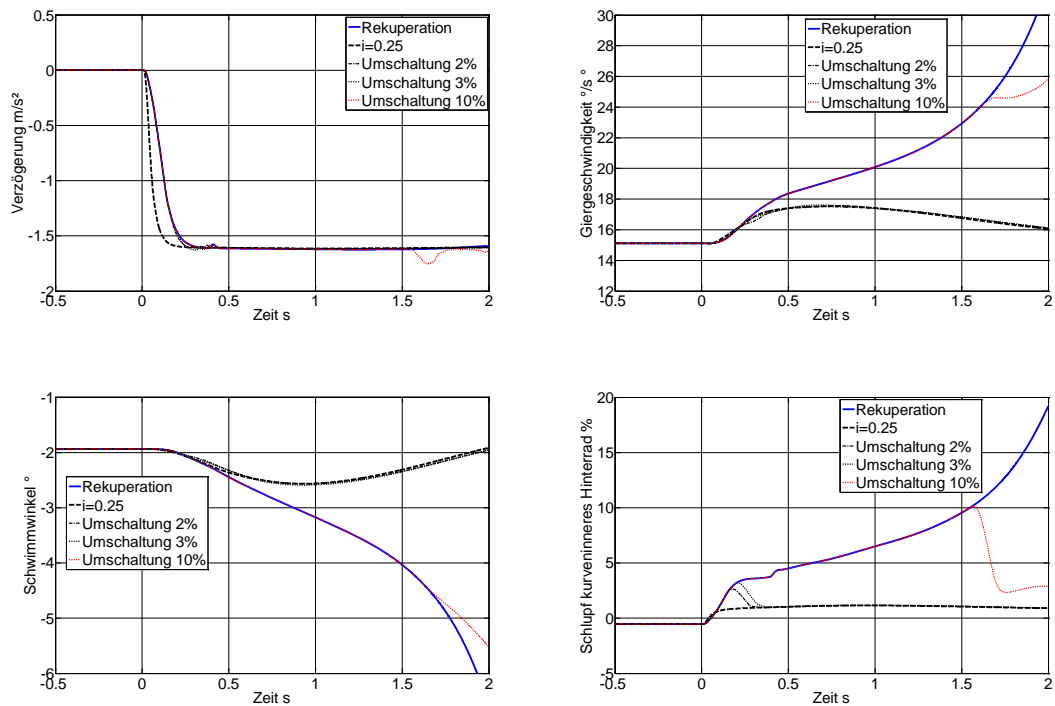 0.5
0
-0.5
-1
-1.5
-2
-0.5 0 0.5 1 1.5 2
Zeit s
Verzögerung m/s²
Rekuperation
i=0.25
Umschaltung 2%
Umschaltung 3%
Umschaltung 10%
30
28
26
24
22
20
18
16
14
12
-0.5 0 0.5 1 1.5 2
Zeit s
Giergeschwindigkeit °/s °
Rekuperation
i=0.25
Umschaltung 2%
Umschaltung 3%
Umschaltung 10%
-1
-2
-3
-4
-5
-6
-0.5 0 0.5 1 1.5 2
Zeit s
Schwimmwinkel °
Rekuperation
i=0.25
Umschaltung 2%
Umschaltung 3%
Umschaltung 10%
20
15
10
5
0
-5
-0.5 0 0.5 1 1.5 2
Zeit s
Schlupf kurveninneres Hinterrad %
Rekuperation
i=0.25
Umschaltung 2%
Umschaltung 3%
Umschaltung 10%